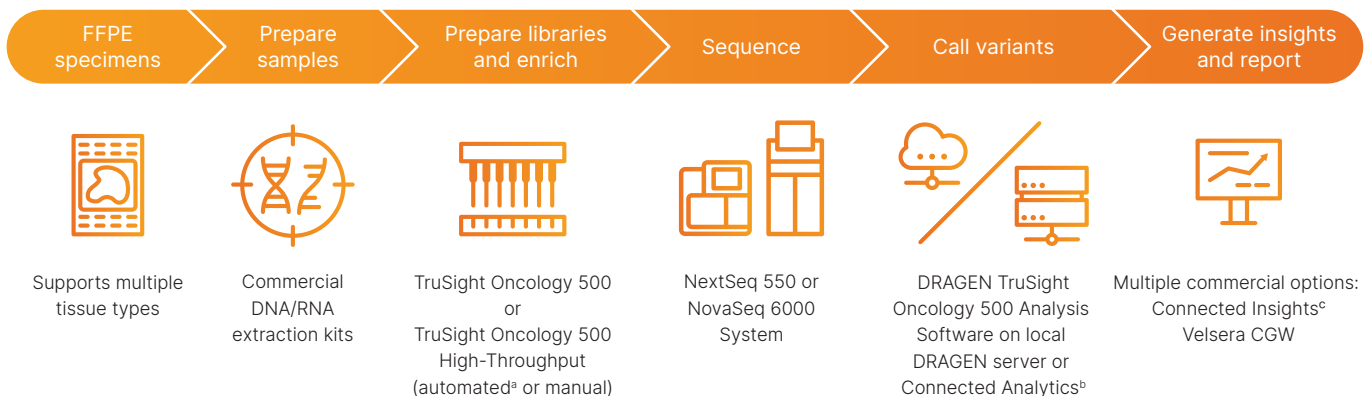 FFPE
specimens
Prepare
samples
Prepare libraries
and enrich
Sequence
Call variants
Generate insights
and report
Supports multiple
tissue types
Commercial
DNA/RNA
extraction kits
TruSight Oncology 500
or
TruSight Oncology 500
High-Throughput
(automatedᵃ or manual)
NextSeq 550 or
NovaSeq 6000
System
DRAGEN TruSight
Oncology 500 Analysis
Software on local
DRAGEN server or
Connected Analyticsᵇ
Multiple commercial options:
Connected Insightsᶜ
Velsera CGW